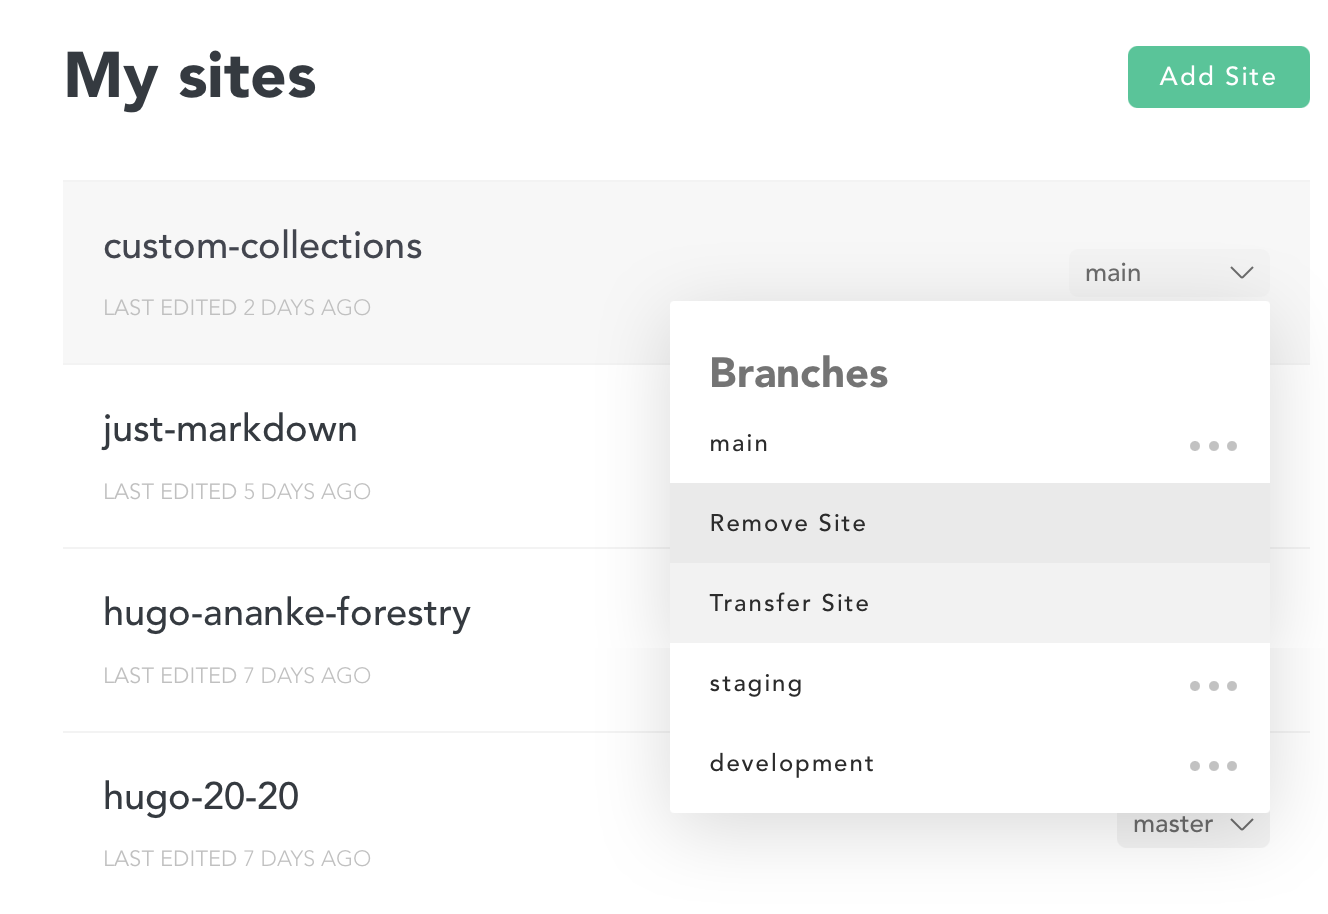 My sites
Add Site
custom-collections
LAST EDITED 2 DAYS AGO
main
Branches
main
Remove Site
Transfer Site
staging
development
just-markdown
LAST EDITED 5 DAYS AGO
hugo-ananke-forestry
LAST EDITED 7 DAYS AGO
hugo-20-20
LAST EDITED 7 DAYS AGO
master